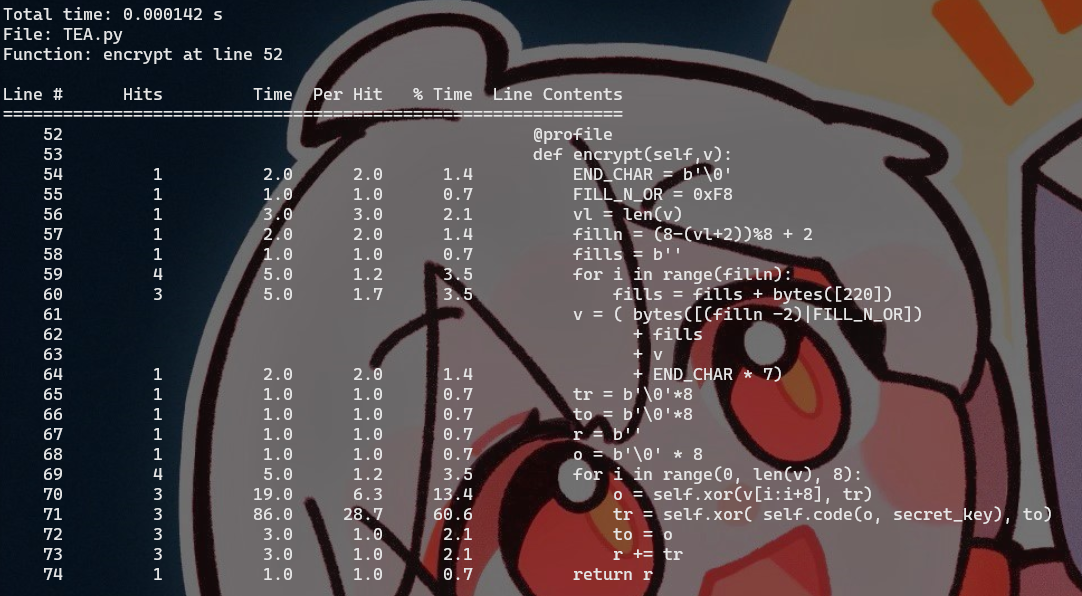 Total time: 0.000142 s
File: TEA.py
Function: encrypt at line 52

Line #      Hits         Time  Per Hit   % Time  Line Contents
==============================================================
    52                                               @profile
    53                                               def encrypt(self,v):
    54         1          2.0      2.0      1.4          END_CHAR = b'\0'
    55         1          1.0      1.0      0.7          FILL_N_OR = 0xF8
    56         1          3.0      3.0      2.1          vl = len(v)
    57         1          2.0      2.0      1.4          filln = (8-(vl+2))%8 + 2
    58         1          1.0      1.0      0.7          fills = b''
    59         4          5.0      1.2      3.5          for i in range(filln):
    60         3          5.0      1.7      3.5              fills = fills + bytes([220])
    61                                                   v = ( bytes([(filln -2)|FILL_N_OR])
    62                                                         + fills
    63                                                         + v
    64         1          2.0      2.0      1.4                + END_CHAR * 7)
    65         1          1.0      1.0      0.7          tr = b'\0'*8
    66         1          1.0      1.0      0.7          to = b'\0'*8
    67         1          1.0      1.0      0.7          r = b''
    68         1          1.0      1.0      0.7          o = b'\0' * 8
    69         4          5.0      1.2      3.5          for i in range(0, len(v), 8):
    70         3         19.0      6.3     13.4              o = self.xor(v[i:i+8], tr)
    71         3         86.0     28.7     60.6              tr = self.xor( self.code(o, secret_key), to)
    72         3          3.0      1.0      2.1              to = o
    73         3          3.0      1.0      2.1              r += tr
    74         1          1.0      1.0      0.7          return r